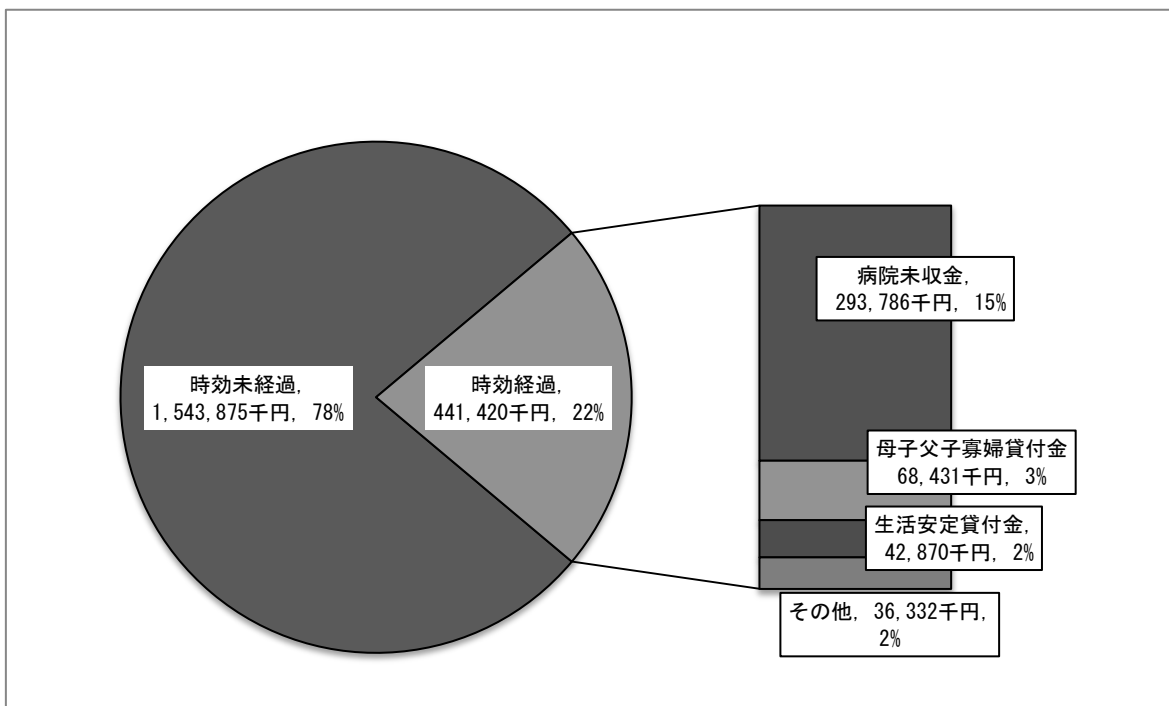 時効未経過,
1,543,875千円, 78%
時効経過,
441,420千円, 22%
病院未収金,
293,786千円, 15%
母子父子寡婦貸付金
68,431千円, 3%
生活安定貸付金,
42,870千円, 2%
その他, 36,332千円,
2%